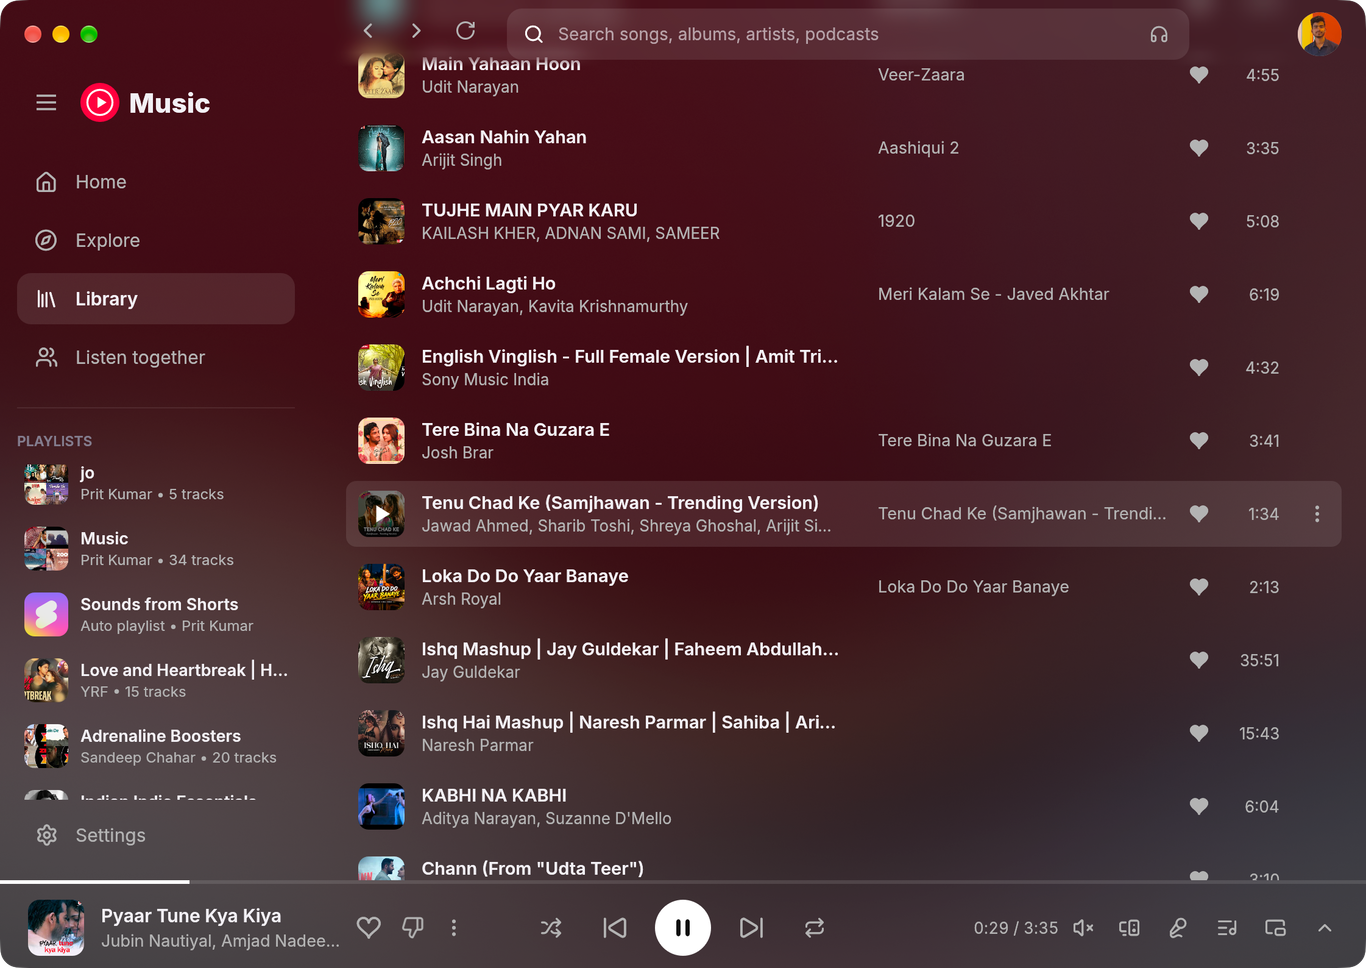 Search songs, albums, artists, podcasts
Music
Home
Explore
Library
Listen together
PLAYLISTS
jo
Prit Kumar • 5 tracks
Music
Prit Kumar • 34 tracks
Sounds from Shorts
Auto playlist • Prit Kumar
Love and Heartbreak | H...
YRF • 15 tracks
Adrenaline Boosters
Sandeep Chahar • 20 tracks
Indian Indie Essentials
Settings
Main Yahaan Hoon
Udit Narayan
Veer-Zaara
4:55
Aasan Nahin Yahan
Arijit Singh
Aashiqui 2
3:35
TUJHE MAIN PYAR KARU
KAILASH KHER, ADNAN SAMI, SAMEER
1920
5:08
Achchi Lagti Ho
Udit Narayan, Kavita Krishnamurthy
Meri Kalam Se - Javed Akhtar
6:19
English Vinglish - Full Female Version | Amit Tri...
Sony Music India
4:32
Tere Bina Na Guzara E
Josh Brar
Tere Bina Na Guzara E
3:41
Tenu Chad Ke (Samjhawan - Trending Version)
Jawad Ahmed, Sharib Toshi, Shreya Ghoshal, Arijit Si...
Tenu Chad Ke (Samjhawan - Trendi...
1:34
Loka Do Do Yaar Banaye
Arsh Royal
Loka Do Do Yaar Banaye
2:13
Ishq Mashup | Jay Guldekar | Faheem Abdullah...
Jay Guldekar
35:51
Ishq Hai Mashup | Naresh Parmar | Sahiba | Ari...
Naresh Parmar
15:43
KABHI NA KABHI
Aditya Narayan, Suzanne D'Mello
6:04
Chann (From "Udta Teer")
3:10
Pyaar Tune Kya Kiya
Jubin Nautiyal, Amjad Nadee...
0:29 / 3:35